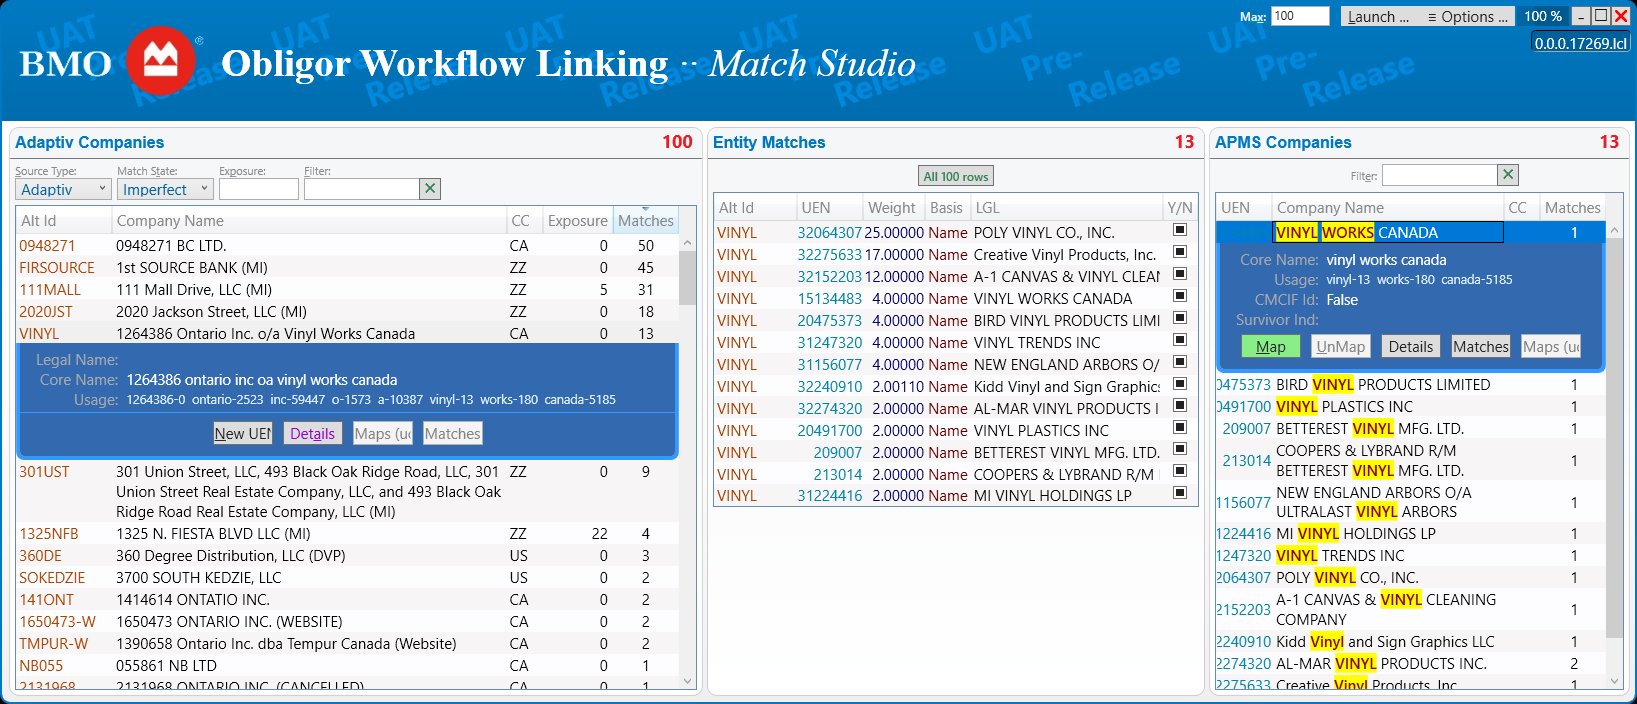 Max: 100 Launch ... ≡ Options ... 100 %
0.0.0.17269.lcl
UAT Pre-Release UAT Pre-Release UAT Pre-Release UAT Pre-Release UAT Pre-Release UAT Pre-Release
BMO ® Obligor Workflow Linking ·· Match Studio
Adaptiv Companies 100
Source Type: Match State: Exposure: Filter:
Adaptiv Imperfect
Alt Id Company Name CC Exposure Matches
0948271 0948271 BC LTD. CA 0 50
FIRSOURCE 1st SOURCE BANK (MI) ZZ 0 45
111MALL 111 Mall Drive, LLC (MI) ZZ 5 31
2020JST 2020 Jackson Street, LLC (MI) ZZ 0 18
VINYL 1264386 Ontario Inc. o/a Vinyl Works Canada CA 0 13
Legal Name:
Core Name: 1264386 ontario inc oa vinyl works canada
Usage: 1264386-0 ontario-2523 inc-59447 o-1573 a-10387 vinyl-13 works-180 canada-5185
New UEN Details Maps (uc Matches
301UST 301 Union Street, LLC, 493 Black Oak Ridge Road, LLC, 301 ZZ 0 9
Union Street Real Estate Company, LLC, and 493 Black Oak
Ridge Road Real Estate Company, LLC (MI)
1325NFB 1325 N. FIESTA BLVD LLC (MI) ZZ 22 4
360DE 360 Degree Distribution, LLC (DVP) US 0 3
SOKEDZIE 3700 SOUTH KEDZIE, LLC US 0 2
141ONT 1414614 ONTATIO INC. CA 0 2
1650473-W 1650473 ONTARIO INC. (WEBSITE) CA 0 2
TMPUR-W 1390658 Ontario Inc. dba Tempur Canada (Website) CA 0 2
NB055 055861 NB LTD CA 0 1
2131968 2131968 ONTARIO INC. (CANCELLED) CA 0 1
Entity Matches 13
All 100 rows
Alt Id UEN Weight Basis LGL Y/N
VINYL 32064307 25.00000 Name POLY VINYL CO., INC.
VINYL 32275633 17.00000 Name Creative Vinyl Products, Inc.
VINYL 32152203 12.00000 Name A-1 CANVAS & VINYL CLEAN
VINYL 15134483 4.00000 Name VINYL WORKS CANADA
VINYL 20475373 4.00000 Name BIRD VINYL PRODUCTS LIMI
VINYL 31247320 4.00000 Name VINYL TRENDS INC
VINYL 31156077 4.00000 Name NEW ENGLAND ARBORS O/
VINYL 32240910 2.00110 Name Kidd Vinyl and Sign Graphics
VINYL 32274320 2.00000 Name AL-MAR VINYL PRODUCTS I
VINYL 20491700 2.00000 Name VINYL PLASTICS INC
VINYL 209007 2.00000 Name BETTEREST VINYL MFG. LTD.
VINYL 213014 2.00000 Name COOPERS & LYBRAND R/M
VINYL 31224416 2.00000 Name MI VINYL HOLDINGS LP
APMS Companies 13
Filter:
UEN Company Name CC Matches
VINYL WORKS CANADA 1
Core Name: vinyl works canada
Usage: vinyl-13 works-180 canada-5185
CMCIF Id: False
Survivor Ind:
Map UnMap Details Matches Maps (uc
0475373 BIRD VINYL PRODUCTS LIMITED 1
0491700 VINYL PLASTICS INC 1
209007 BETTEREST VINYL MFG. LTD. 1
213014 COOPERS & LYBRAND R/M 1
BETTEREST VINYL MFG. LTD.
1156077 NEW ENGLAND ARBORS O/A 1
ULTRALAST VINYL ARBORS
1224416 MI VINYL HOLDINGS LP 1
1247320 VINYL TRENDS INC 1
2064307 POLY VINYL CO., INC. 1
2152203 A-1 CANVAS & VINYL CLEANING 1
COMPANY
2240910 Kidd Vinyl and Sign Graphics LLC 1
2274320 AL-MAR VINYL PRODUCTS INC. 2
2275633 Creative Vinyl Products, Inc. 1